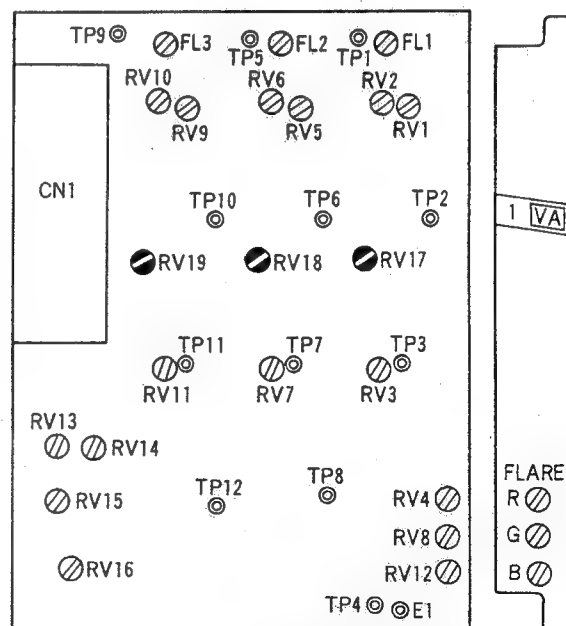 TP9 FL3 TP5 FL2 TP1 FL1
RV10 RV6 RV2
RV9 RV5 RV1
CN1
TP10 TP6 TP2
1 VA
RV19 RV18 RV17
TP11 TP7 TP3
RV11 RV7 RV3
RV13
RV14
FLARE
TP12 TP8
RV15 RV4 R
RV8 G
RV16 RV12 B
TP4 E1